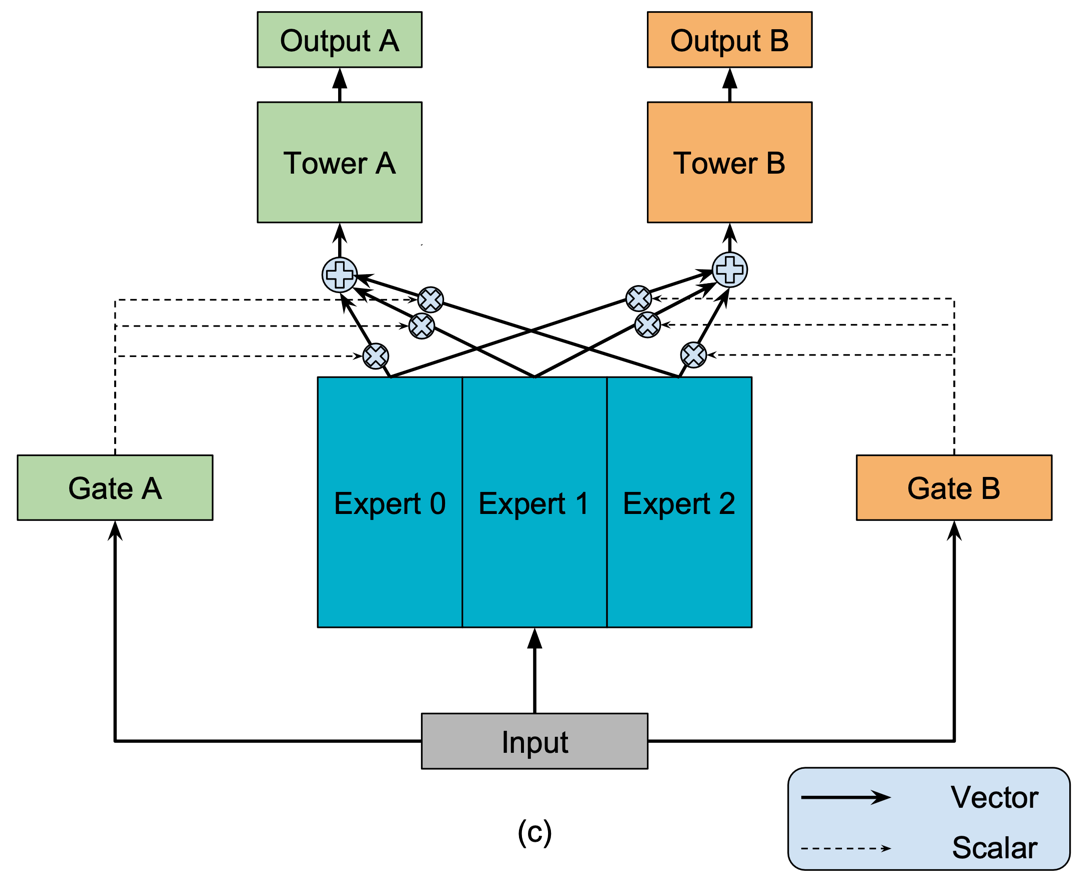 Output A
Output B
Tower A
Tower B
Gate A
Expert 0
Expert 1
Expert 2
Gate B
Input
Vector
Scalar
(c)